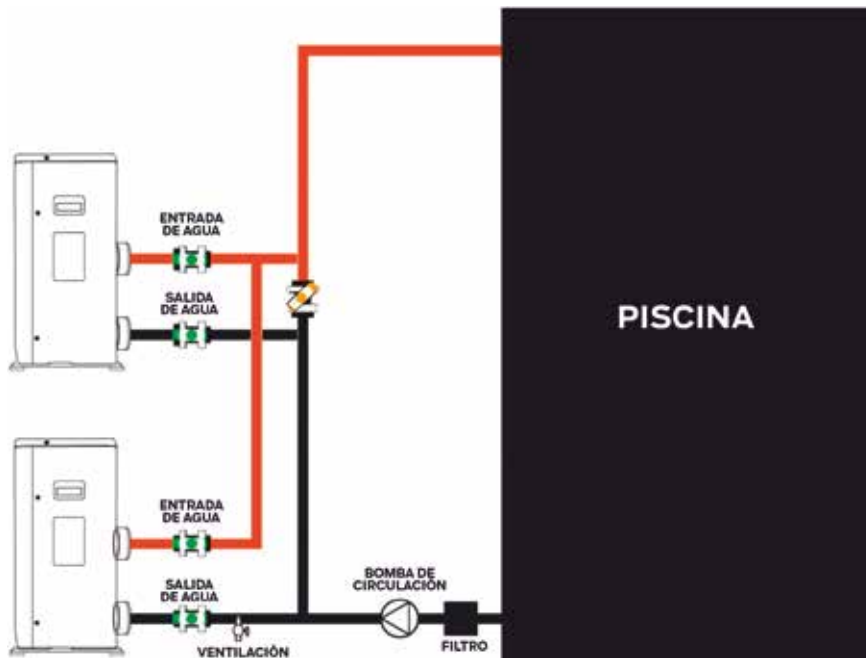 ENTRADA
DE AGUA
SALIDA
DE AGUA
PISCINA
ENTRADA
DE AGUA
SALIDA
DE AGUA
VENTILACIÓN
BOMBA DE
CIRCULACIÓN
FILTRO